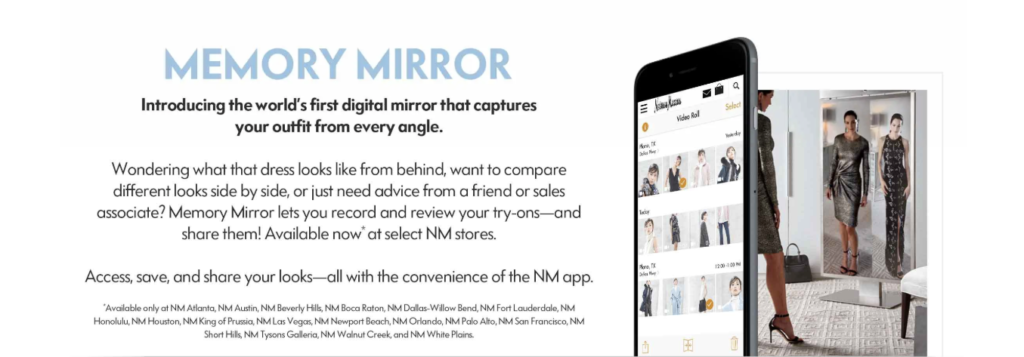 MEMORY MIRROR
Introducing the world's first digital mirror that captures
your outfit from every angle.
Wondering what that dress looks like from behind, want to compare
different looks side by side, or just need advice from a friend or sales
associate? Memory Mirror lets you record and review your try-ons—and
share them! Available now* at select NM stores.
Access, save, and share your looks—all with the convenience of the NM app.
*Available only at NM Atlanta, NM Austin, NM Beverly Hills, NM Boca Raton, NM Dallas-Willow Bend, NM Fort Lauderdale, NM
Honolulu, NM Houston, NM King of Prussia, NM Las Vegas, NM Newport Beach, NM Orlando, NM Palo Alto, NM San Francisco, NM
Short Hills, NM Tysons Galleria, NM Walnut Creek, and NM White Plains.
Neiman Marcus
Select
Video Roll
Yesterday
Plano, TX
Today
Plano, TX